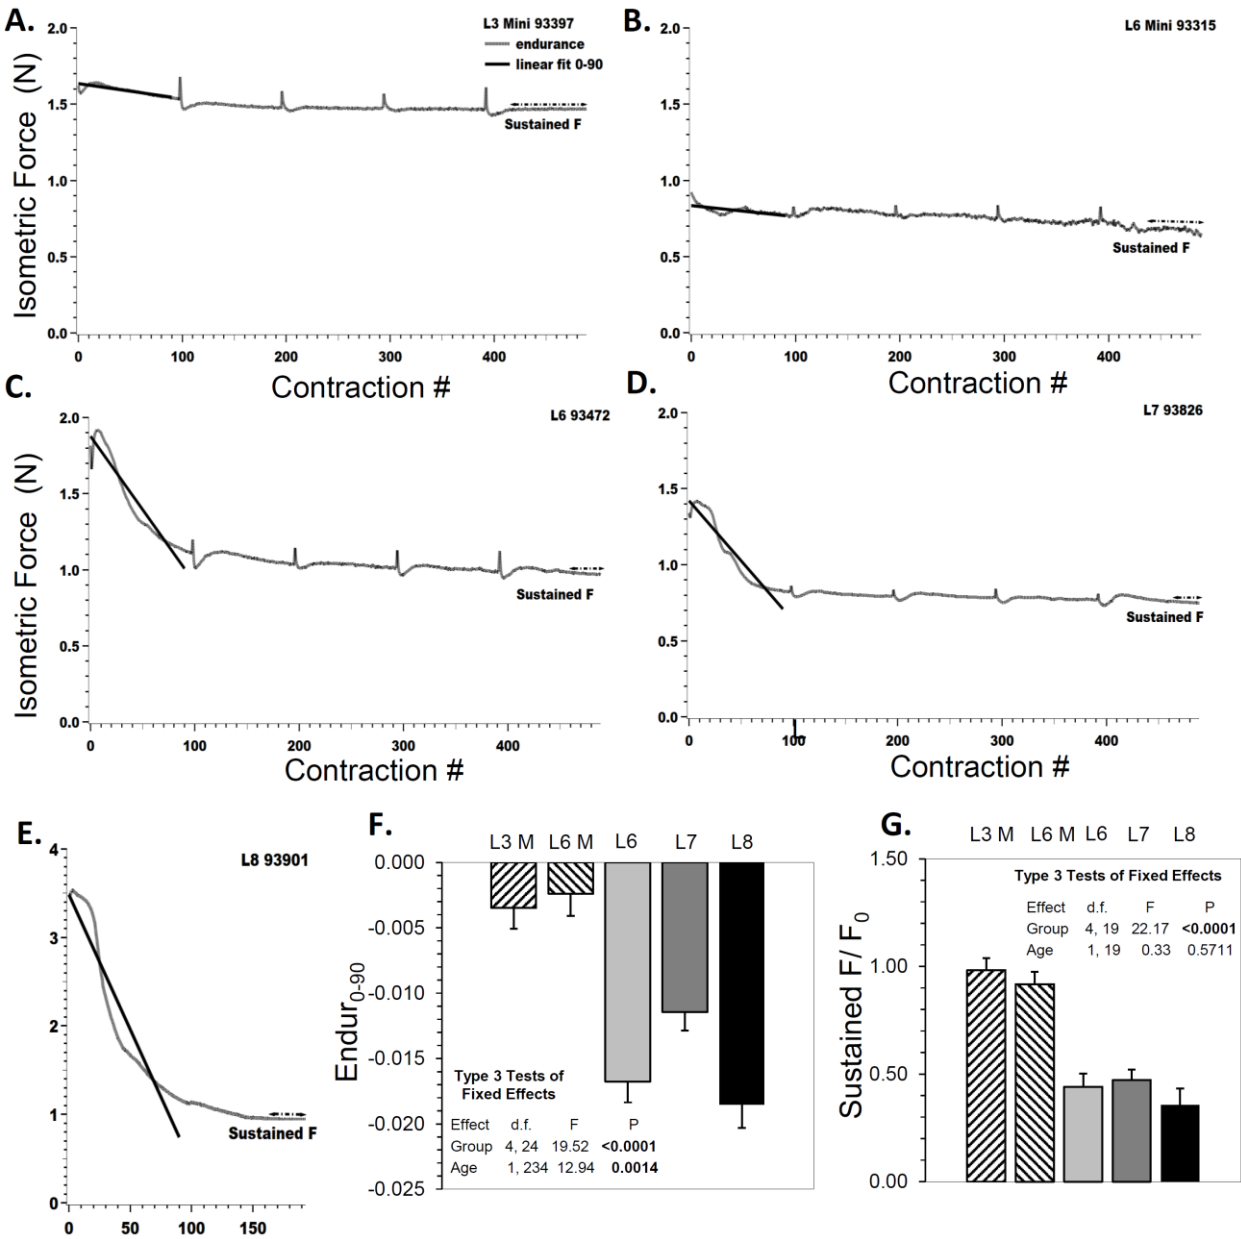 A.
L3 Mini 93397
endurance
linear fit 0-90
Isometric Force (N)
2.0
1.5
1.0
0.5
0.0
Sustained F
0 100 200 300 400
Contraction #
B.
L6 Mini 93315
2.0
1.5
1.0
0.5
0.0
Sustained F
0 100 200 300 400
Contraction #
C.
L6 93472
Isometric Force (N)
2.0
1.5
1.0
0.5
0.0
Sustained F
0 100 200 300 400
Contraction #
D.
L7 93826
2.0
1.5
1.0
0.5
0.0
Sustained F
0 100 200 300 400
Contraction #
E.
L8 93901
4
3
2
1
0
Sustained F
0 50 100 150
F.
L3 M L6 M L6 L7 L8
Endur0-90
0.000
-0.005
-0.010
-0.015
-0.020
-0.025
Type 3 Tests of
Fixed Effects
Effect d.f. F P
Group 4, 24 19.52 <0.0001
Age 1, 234 12.94 0.0014
G.
L3 M L6 M L6 L7 L8
Sustained F/ F0
1.50
1.00
0.50
0.00
Type 3 Tests of Fixed Effects
Effect d.f. F P
Group 4, 19 22.17 <0.0001
Age 1, 19 0.33 0.5711